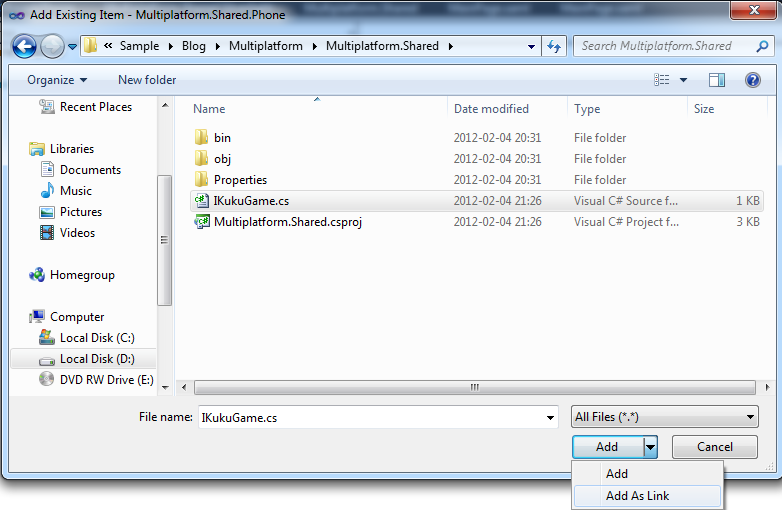 Add Existing Item - Multiplatform.Shared.Phone
« Sample Blog Multiplatform Multiplatform.Shared
Search Multiplatform.Shared
Organize New folder
Recent Places
Libraries
Documents
Music
Pictures
Videos
Homegroup
Computer
Local Disk (C:)
Local Disk (D:)
DVD RW Drive (E:)
Name Date modified Type Size
bin 2012-02-04 20:31 File folder
obj 2012-02-04 20:31 File folder
Properties 2012-02-04 20:31 File folder
IKukuGame.cs 2012-02-04 21:26 Visual C# Source f... 1 KB
Multiplatform.Shared.csproj 2012-02-04 21:26 Visual C# Project f... 3 KB
File name: IKukuGame.cs All Files (*.*)
Add Cancel
Add
Add As Link